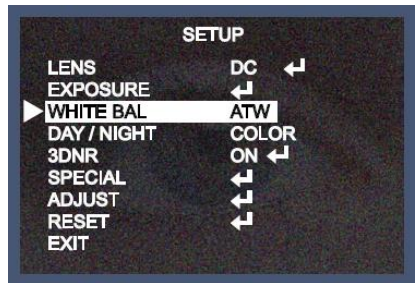 SETUP
LENS DC ↵
EXPOSURE ↵
WHITE BAL ATW
DAY / NIGHT COLOR
3DNR ON ↵
SPECIAL ↵
ADJUST ↵
RESET ↵
EXIT